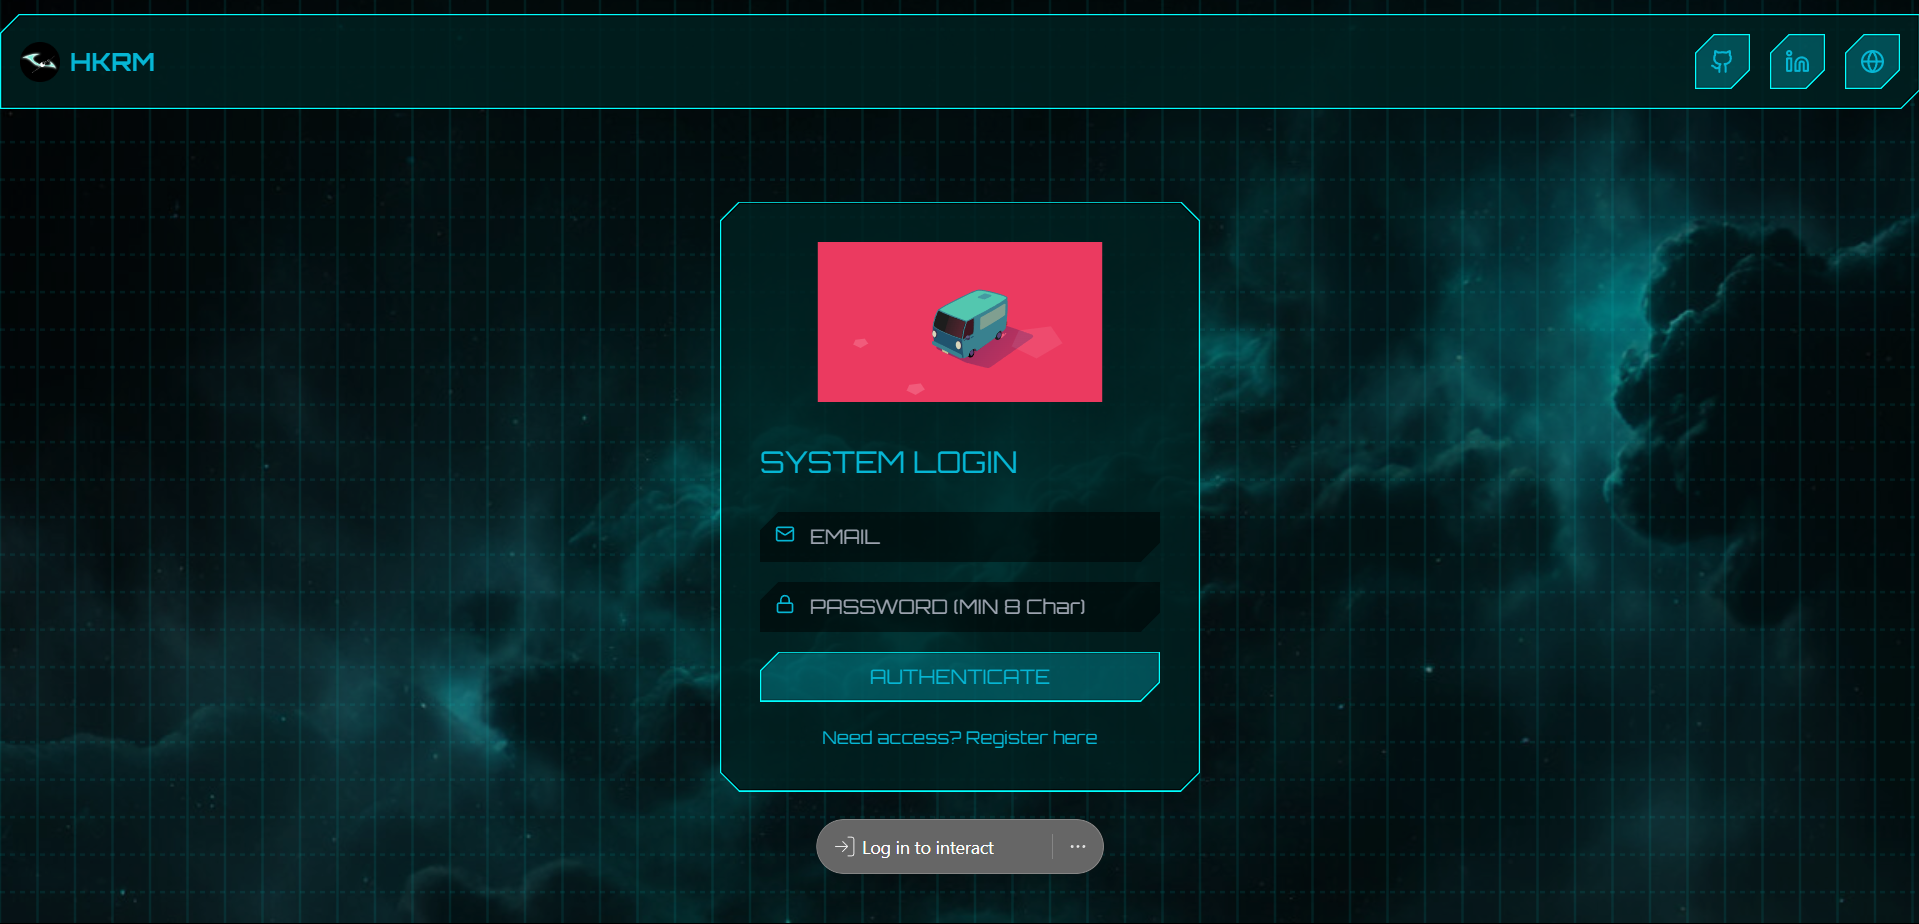 HKRM
SYSTEM LOGIN
EMAIL
PASSWORD (MIN 8 Char)
AUTHENTICATE
Need access? Register here
Log in to interact